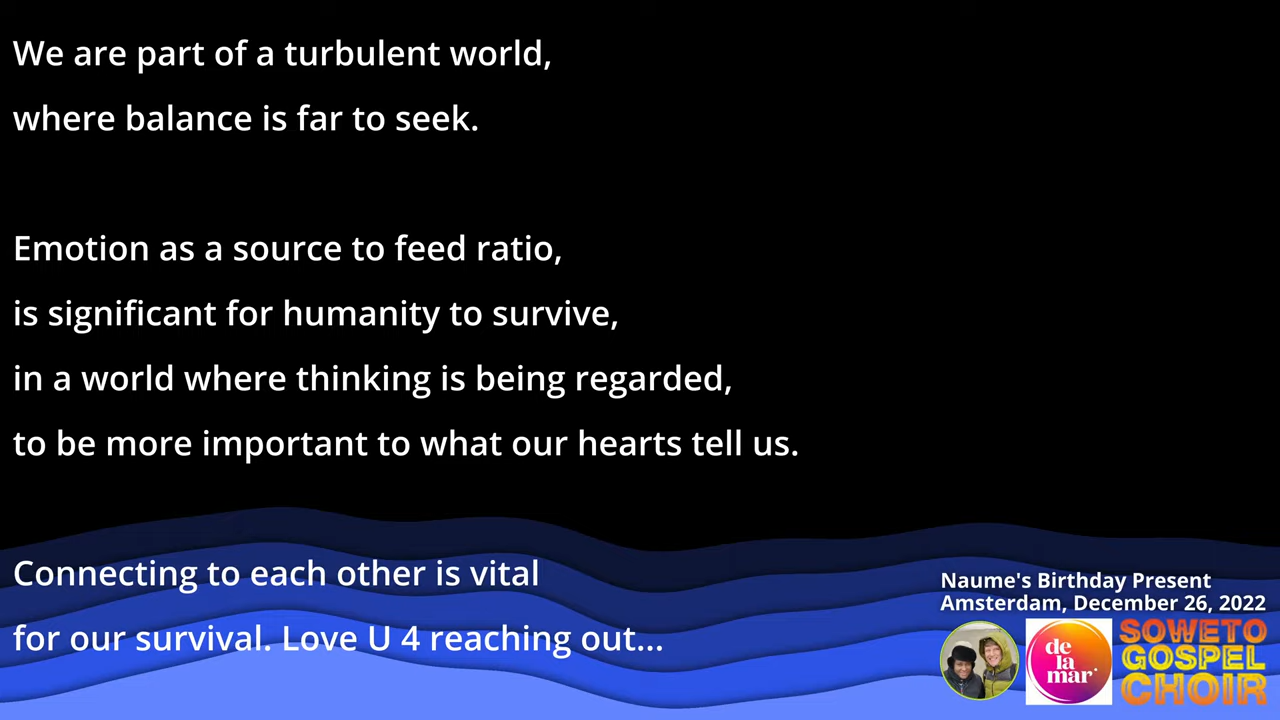 We are part of a turbulent world,
where balance is far to seek.
Emotion as a source to feed ratio,
is significant for humanity to survive,
in a world where thinking is being regarded,
to be more important to what our hearts tell us.
Connecting to each other is vital
for our survival. Love U 4 reaching out...
Naume's Birthday Present
Amsterdam, December 26, 2022
de
la
mar
SOWETO
GOSPEL
CHOIR